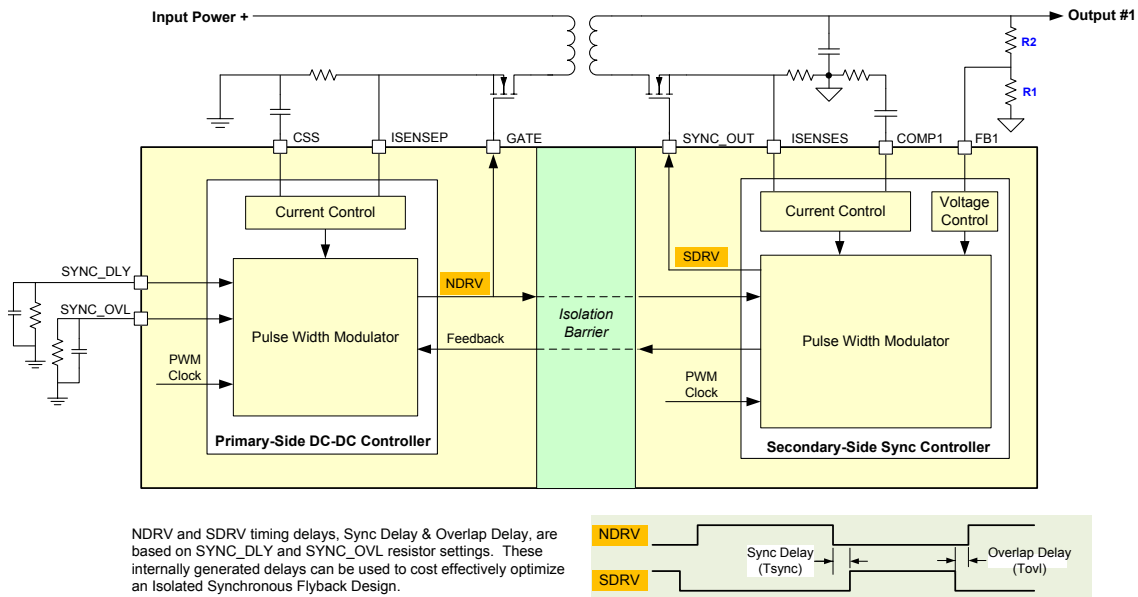 Input Power +
Output #1
R2
R1
CSS
ISENSEP
GATE
SYNC_OUT
ISENSES
COMP1
FB1
Current Control
Current Control
Voltage
Control
SYNC_DLY
SYNC_OVL
NDRV
SDRV
Isolation
Barrier
Pulse Width Modulator
Feedback
Pulse Width Modulator
PWM
Clock
PWM
Clock
Primary-Side DC-DC Controller
Secondary-Side Sync Controller
NDRV and SDRV timing delays, Sync Delay & Overlap Delay, are
based on SYNC_DLY and SYNC_OVL resistor settings. These
internally generated delays can be used to cost effectively optimize
an Isolated Synchronous Flyback Design.
NDRV
Sync Delay
(Tsync)
Overlap Delay
(Tovl)
SDRV